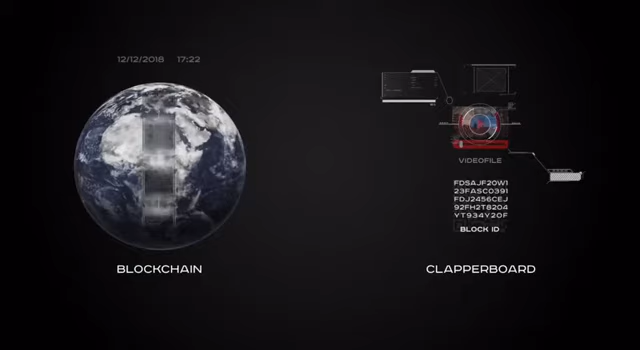 12/12/2018 17:22
BLOCKCHAIN
VIDEOFILE
FDSAJF20W1
23FASCO391
FDJ2456CEJ
92FH2T8204
YT934Y20F
BLOCK ID
CLAPPERBOARD